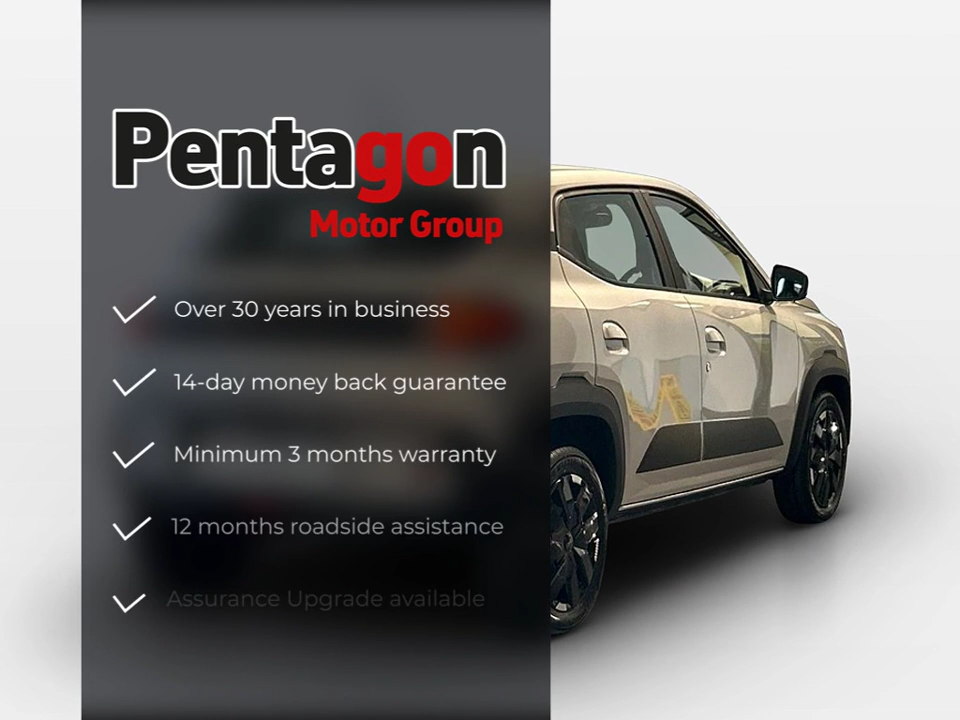 Pentagon
Motor Group
Over 30 years in business
14-day money back guarantee
Minimum 3 months warranty
12 months roadside assistance
Assurance Upgrade available